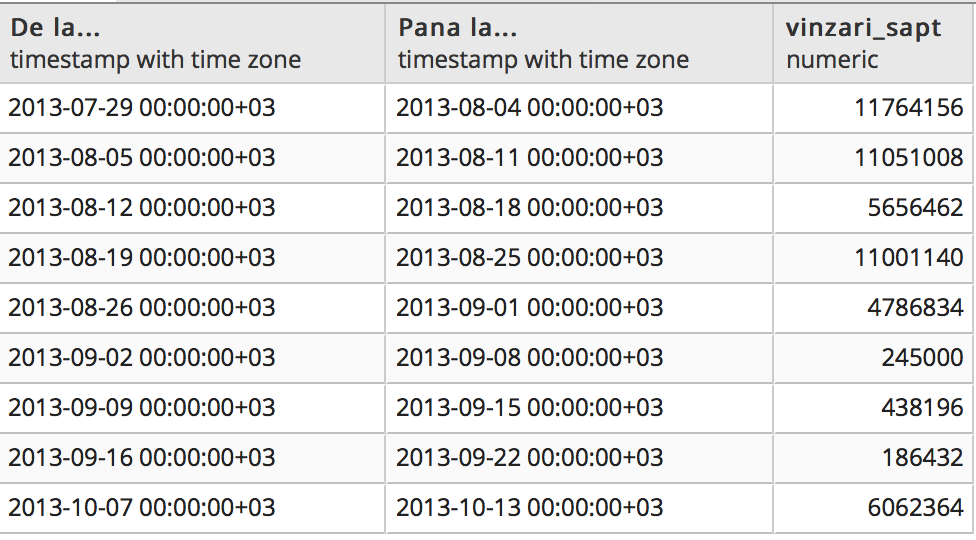 De la... Pana la... vinzari_sapt
timestamp with time zone timestamp with time zone numeric
2013-07-29 00:00:00+03 2013-08-04 00:00:00+03 11764156
2013-08-05 00:00:00+03 2013-08-11 00:00:00+03 11051008
2013-08-12 00:00:00+03 2013-08-18 00:00:00+03 5656462
2013-08-19 00:00:00+03 2013-08-25 00:00:00+03 11001140
2013-08-26 00:00:00+03 2013-09-01 00:00:00+03 4786834
2013-09-02 00:00:00+03 2013-09-08 00:00:00+03 245000
2013-09-09 00:00:00+03 2013-09-15 00:00:00+03 438196
2013-09-16 00:00:00+03 2013-09-22 00:00:00+03 186432
2013-10-07 00:00:00+03 2013-10-13 00:00:00+03 6062364